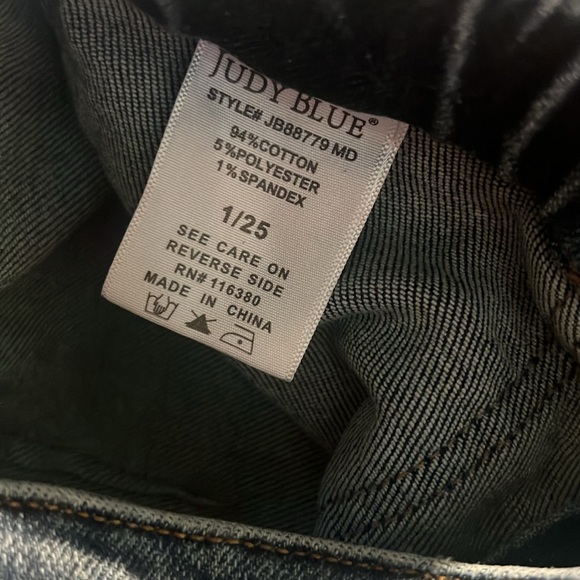 JUDY BLUE®
STYLE# JB88779 MD
94%COTTON
5%POLYESTER
1%SPANDEX
1/25
SEE CARE ON
REVERSE SIDE
RN# 116380
MADE IN CHINA